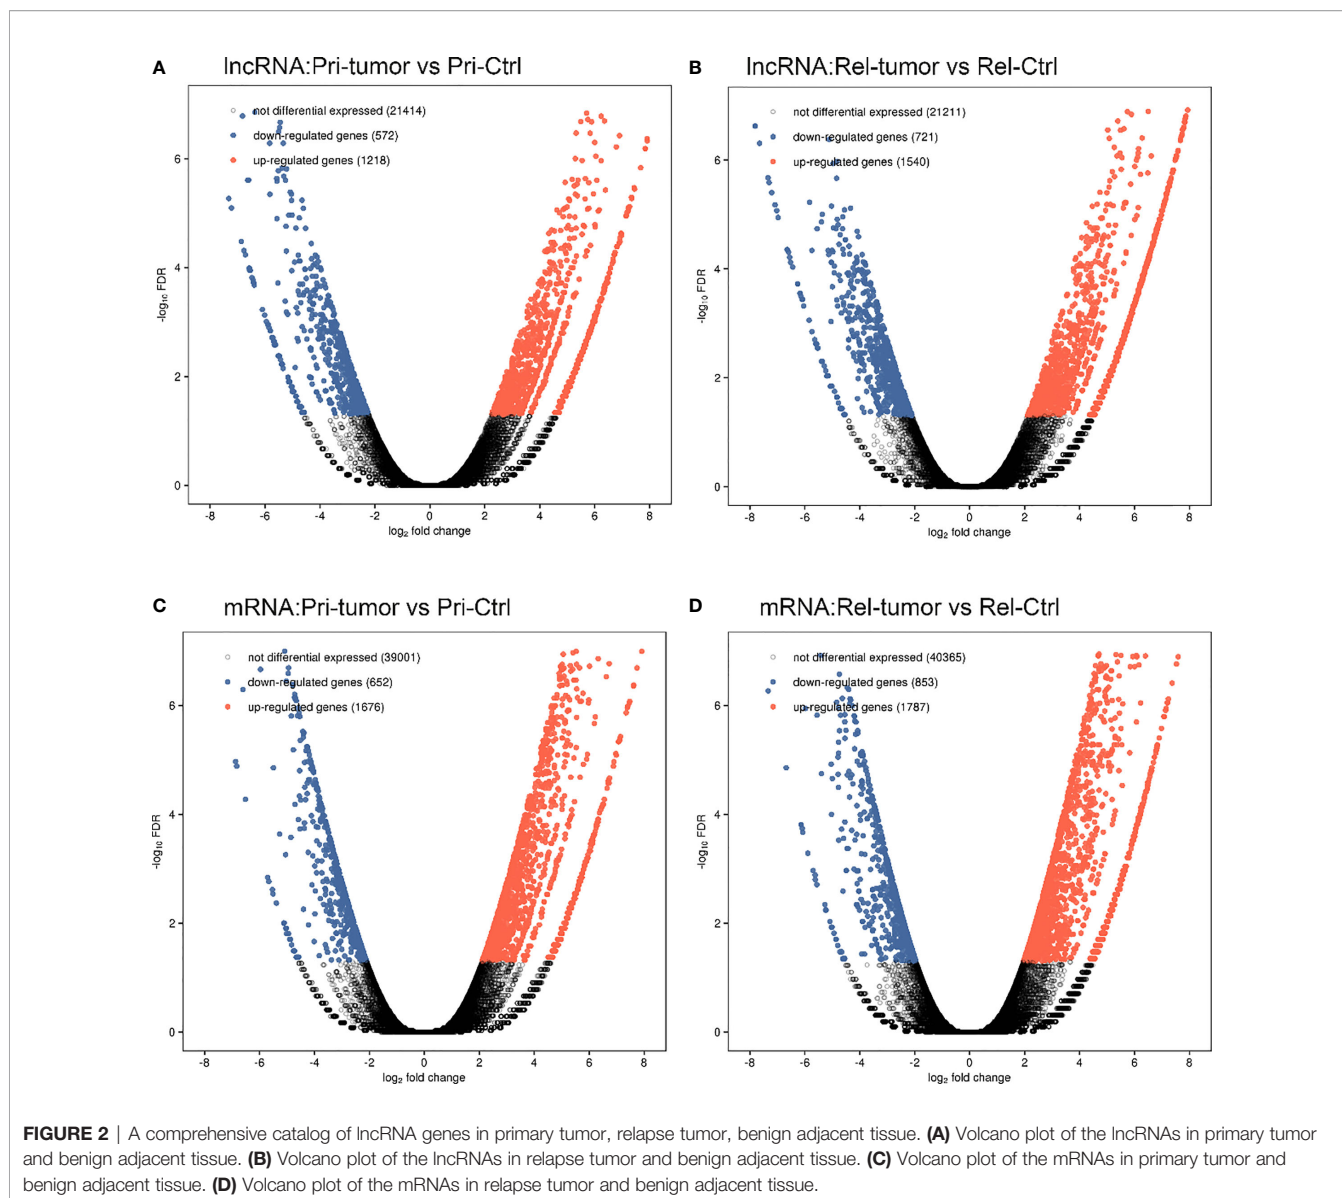 A lncRNA:Pri-tumor vs Pri-Ctrl
not differential expressed (21414)
down-regulated genes (572)
up-regulated genes (1218)
6
4
2
0
-log10 FDR
-8 -6 -4 -2 0 2 4 6 8
log2 fold change
B lncRNA:Rel-tumor vs Rel-Ctrl
not differential expressed (21211)
down-regulated genes (721)
up-regulated genes (1540)
6
4
2
0
-log10 FDR
-8 -6 -4 -2 0 2 4 6 8
log2 fold change
C mRNA:Pri-tumor vs Pri-Ctrl
not differential expressed (39001)
down-regulated genes (652)
up-regulated genes (1676)
6
4
2
0
-log10 FDR
-8 -6 -4 -2 0 2 4 6 8
log2 fold change
D mRNA:Rel-tumor vs Rel-Ctrl
not differential expressed (40365)
down-regulated genes (853)
up-regulated genes (1787)
6
4
2
0
-log10 FDR
-8 -6 -4 -2 0 2 4 6 8
log2 fold change
FIGURE 2 | A comprehensive catalog of lncRNA genes in primary tumor, relapse tumor, benign adjacent tissue. (A) Volcano plot of the lncRNAs in primary tumor
and benign adjacent tissue. (B) Volcano plot of the lncRNAs in relapse tumor and benign adjacent tissue. (C) Volcano plot of the mRNAs in primary tumor and
benign adjacent tissue. (D) Volcano plot of the mRNAs in relapse tumor and benign adjacent tissue.